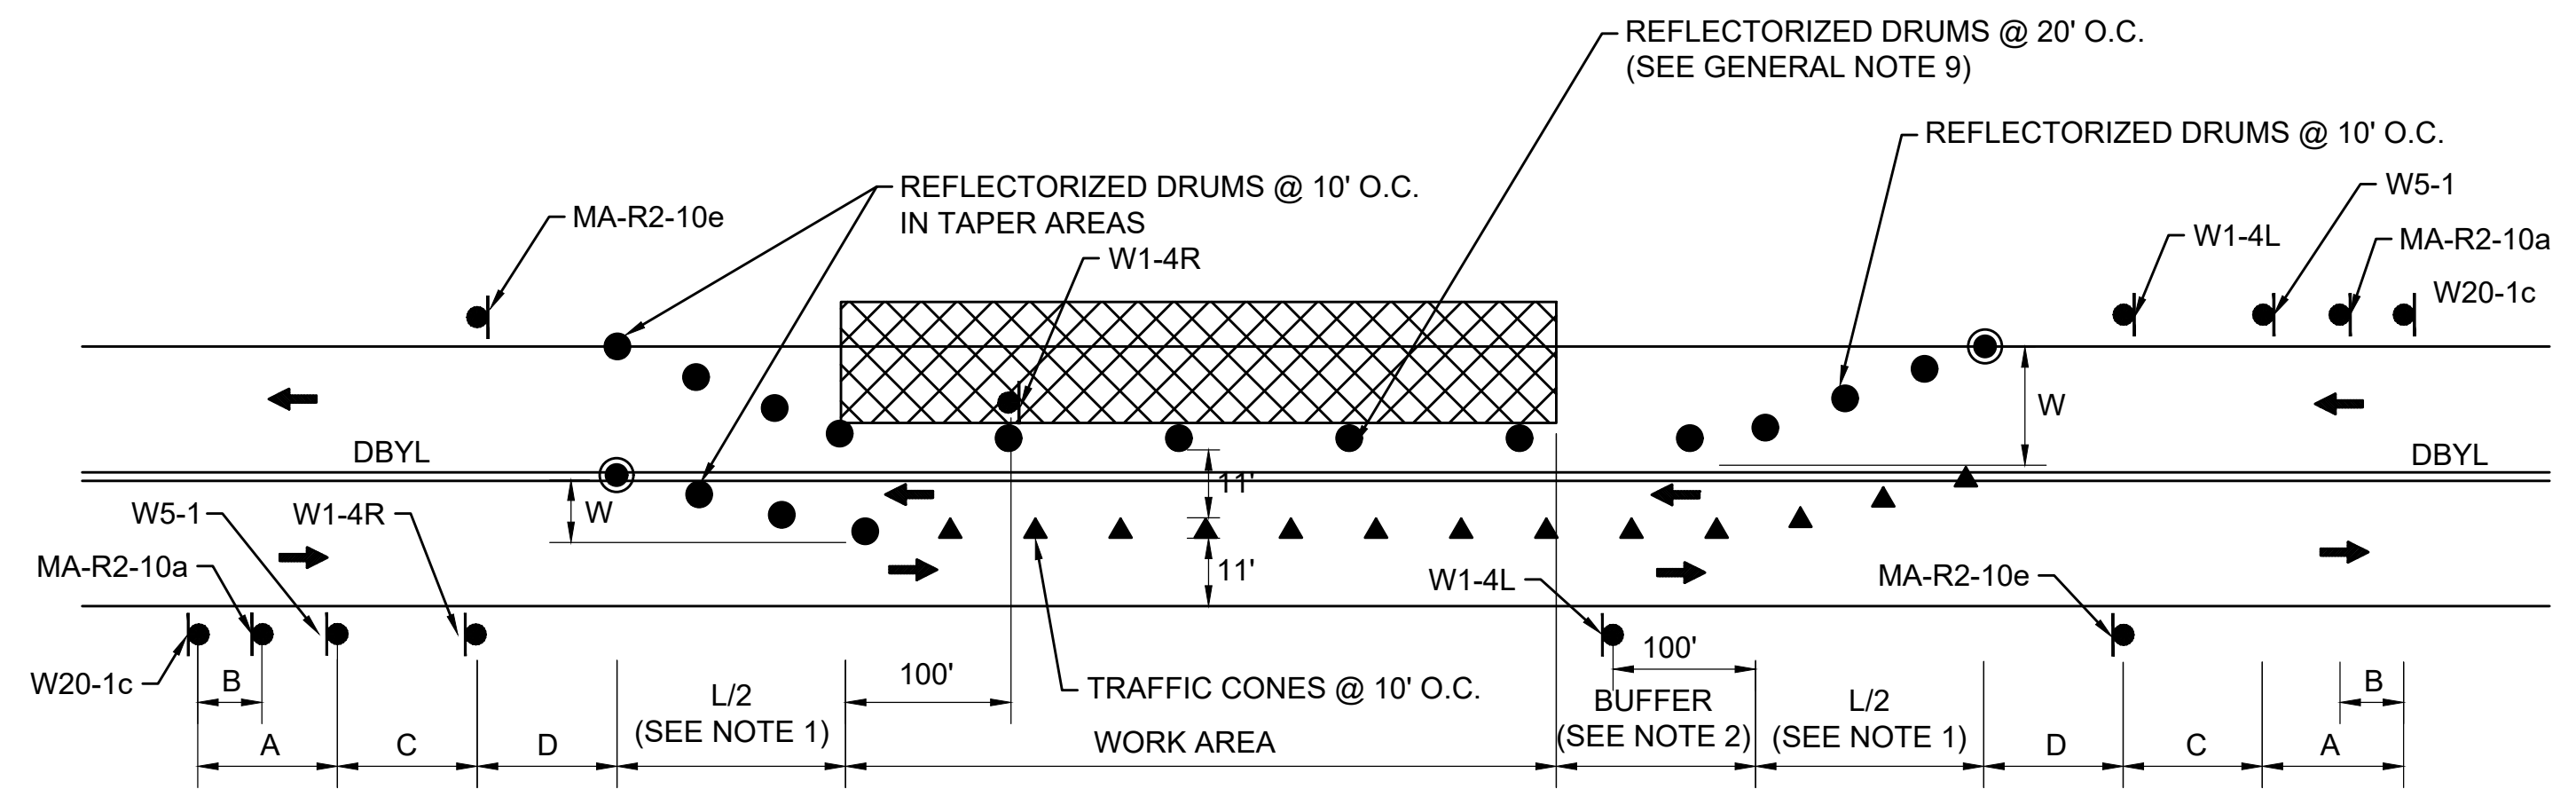 REFLECTORIZED DRUMS @ 20' O.C.
(SEE GENERAL NOTE 9)
REFLECTORIZED DRUMS @ 10' O.C.
REFLECTORIZED DRUMS @ 10' O.C.
IN TAPER AREAS
W5-1
MA-R2-10e
W1-4L
MA-R2-10a
W1-4R
W20-1c
W
DBYL
DBYL
11'
W5-1
W1-4R
W
MA-R2-10a
11'
W1-4L
MA-R2-10e
100'
W20-1c
B
100'
TRAFFIC CONES @ 10' O.C.
B
L/2
(SEE NOTE 1)
BUFFER
(SEE NOTE 2)
L/2
(SEE NOTE 1)
A
C
D
WORK AREA
D
C
A